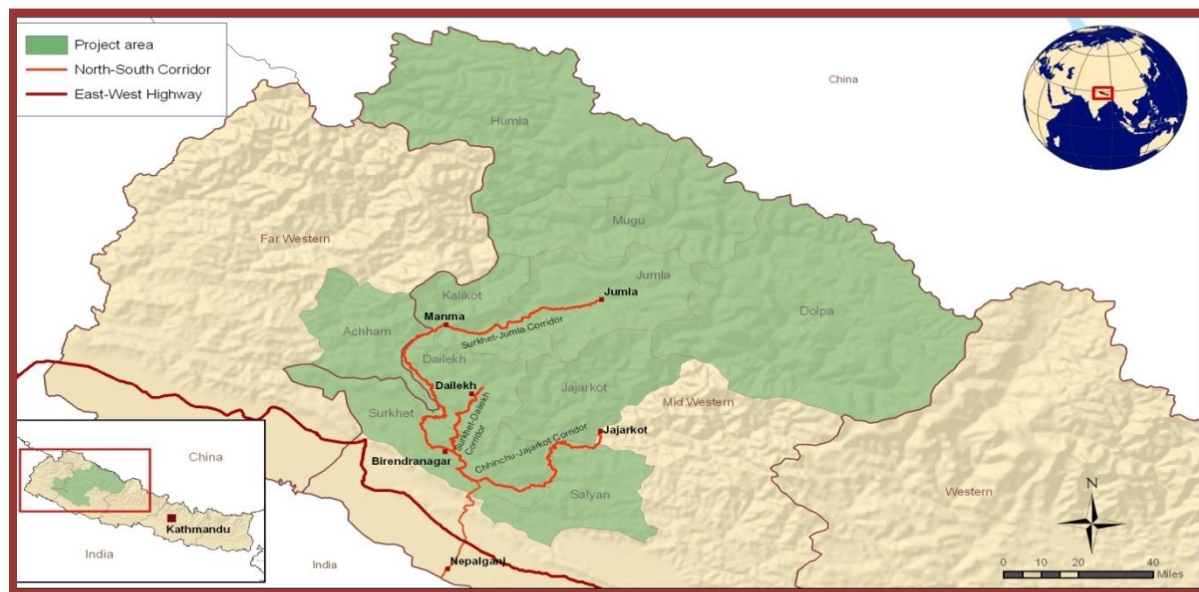 Project area
North-South Corridor
East-West Highway
China
Humla
Mugu
Far Western
Jumla
Jumla
Kalikot
Dolpa
Manma
Surkhet-Jumla Corridor
Achham
Dailekh
Jajarkot
Dailekh
Mid Western
Surkhet
Surkhet-Dailekh
Corridor
Jajarkot
Chhinchu-Jajarkot Corridor
Birendranagar
Salyan
Western
N
China
Kathmandu
India
India
Nepalganj
0 10 20 40
Miles